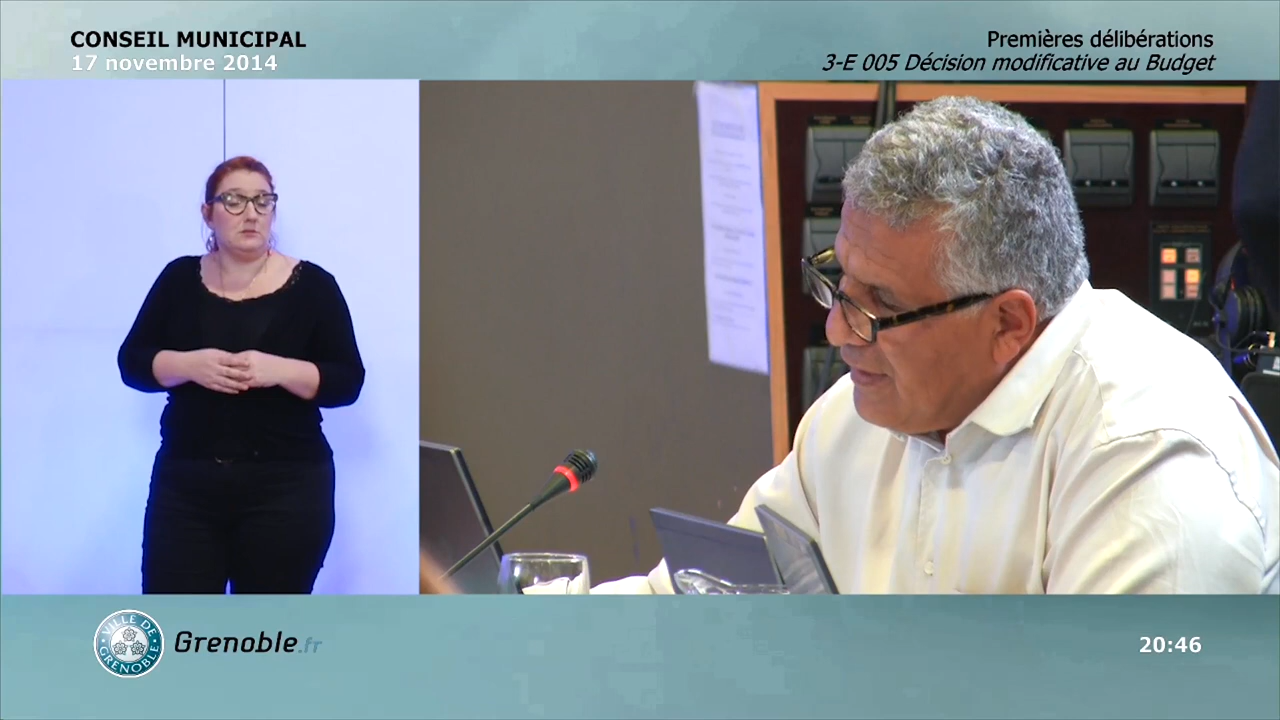 CONSEIL MUNICIPAL
17 novembre 2014
Premières délibérations
3-E 005 Décision modificative au Budget
VILLE DE GRENOBLE
Grenoble.fr
20:46